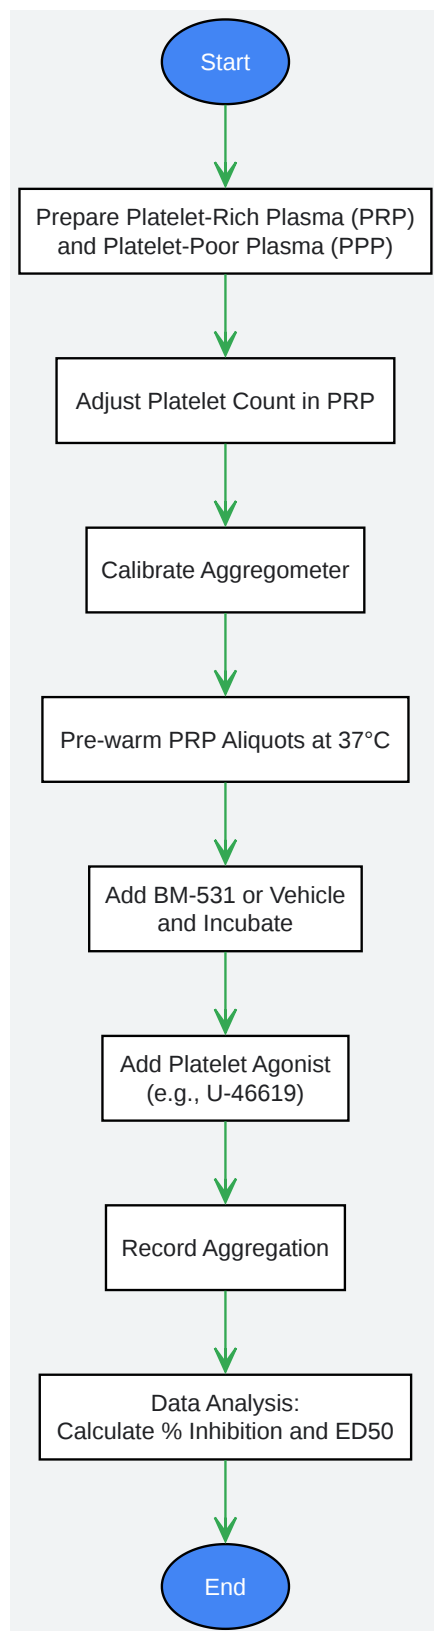 Start
Prepare Platelet-Rich Plasma (PRP)
and Platelet-Poor Plasma (PPP)
Adjust Platelet Count in PRP
Calibrate Aggregometer
Pre-warm PRP Aliquots at 37°C
Add BM-531 or Vehicle
and Incubate
Add Platelet Agonist
(e.g., U-46619)
Record Aggregation
Data Analysis:
Calculate % Inhibition and ED50
End